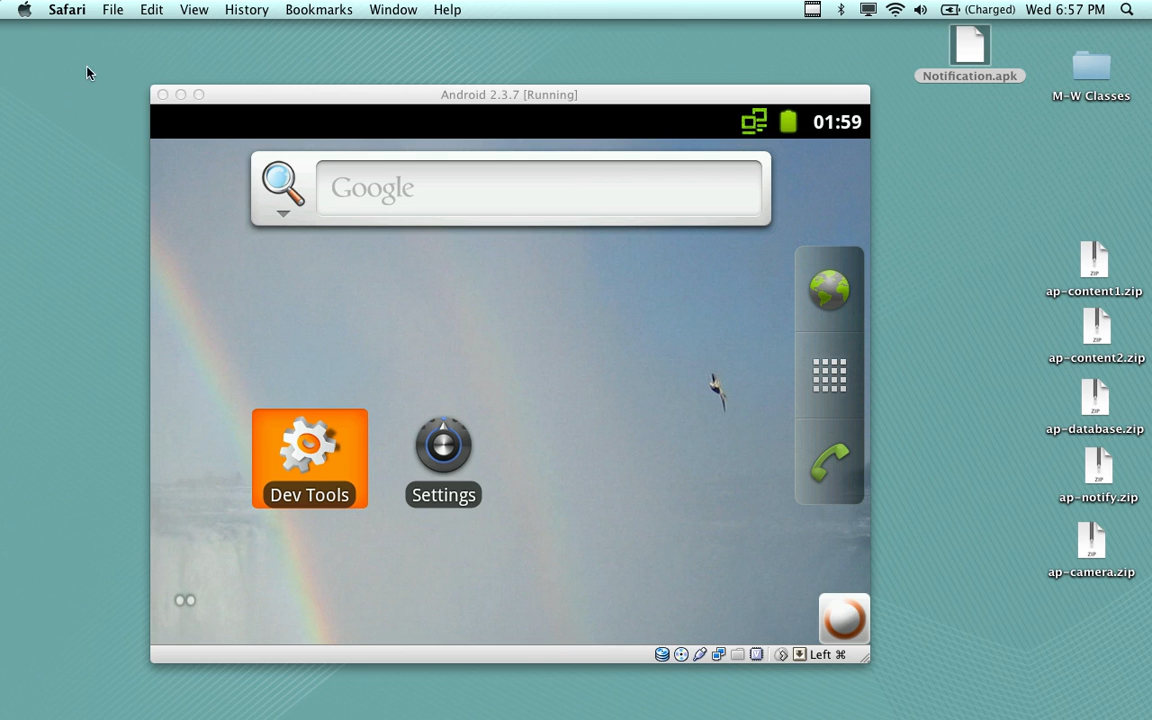 Safari File Edit View History Bookmarks Window Help (Charged) Wed 6:57 PM
Notification.apk
M-W Classes
Android 2.3.7 [Running]
01:59
Google
ap-content1.zip
ap-content2.zip
ap-database.zip
Dev Tools
Settings
ap-notify.zip
ap-camera.zip
Left ⌘